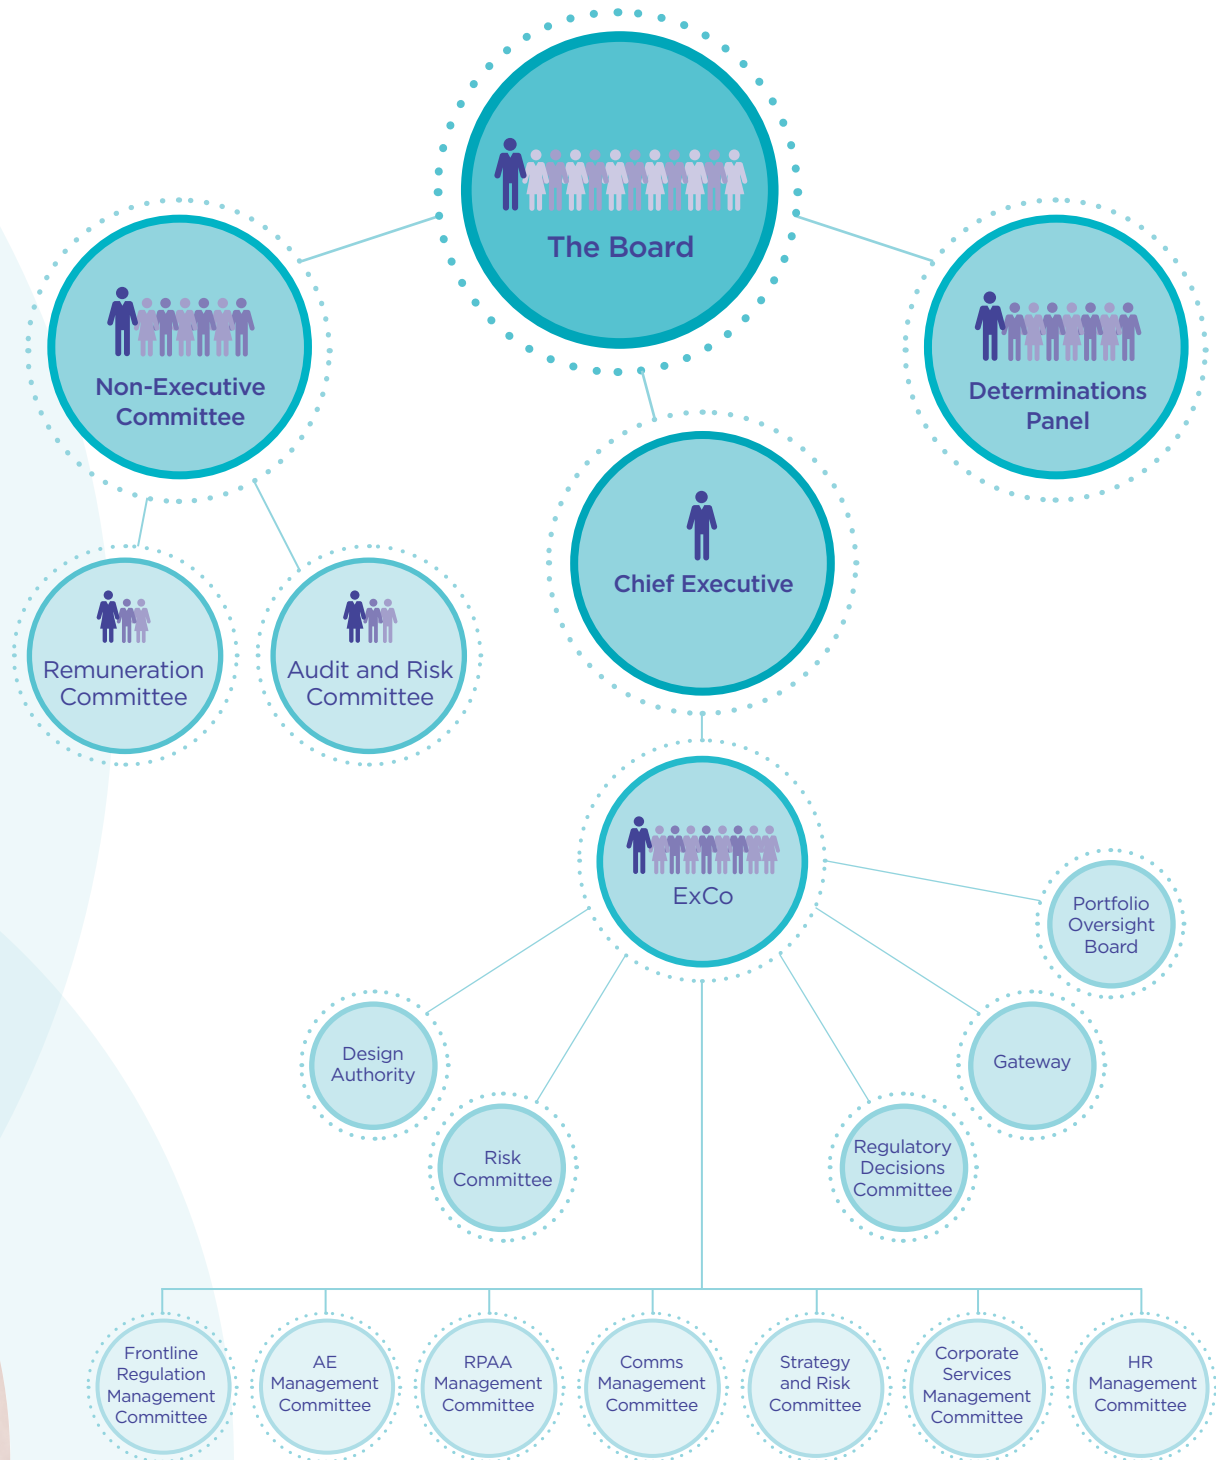 The Board
Non-Executive
Committee
Determinations
Panel
Chief Executive
Remuneration
Committee
Audit and Risk
Committee
ExCo
Portfolio
Oversight
Board
Design
Authority
Gateway
Risk
Committee
Regulatory
Decisions
Committee
Frontline
Regulation
Management
Committee
AE
Management
Committee
RPAA
Management
Committee
Comms
Management
Committee
Strategy
and Risk
Committee
Corporate
Services
Management
Committee
HR
Management
Committee